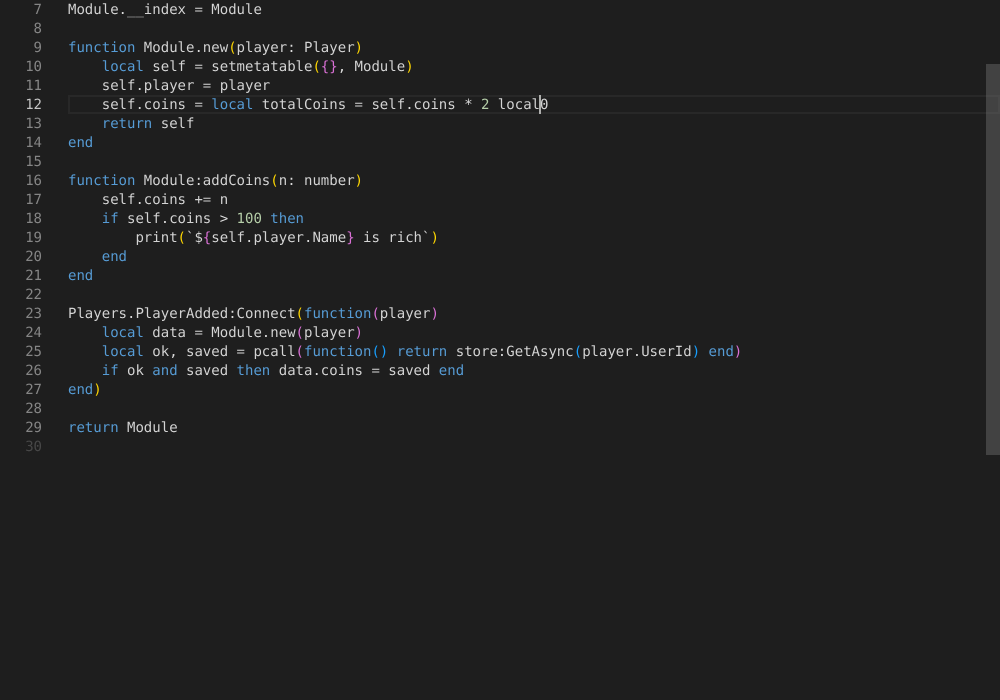 7 Module.__index = Module
8
9 function Module.new(player: Player)
10     local self = setmetatable({}, Module)
11     self.player = player
12     self.coins = local totalCoins = self.coins * 2 local0
13     return self
14 end
15
16 function Module:addCoins(n: number)
17     self.coins += n
18     if self.coins > 100 then
19         print(`${self.player.Name} is rich`)
20     end
21 end
22
23 Players.PlayerAdded:Connect(function(player)
24     local data = Module.new(player)
25     local ok, saved = pcall(function() return store:GetAsync(player.UserId) end)
26     if ok and saved then data.coins = saved end
27 end)
28
29 return Module
30